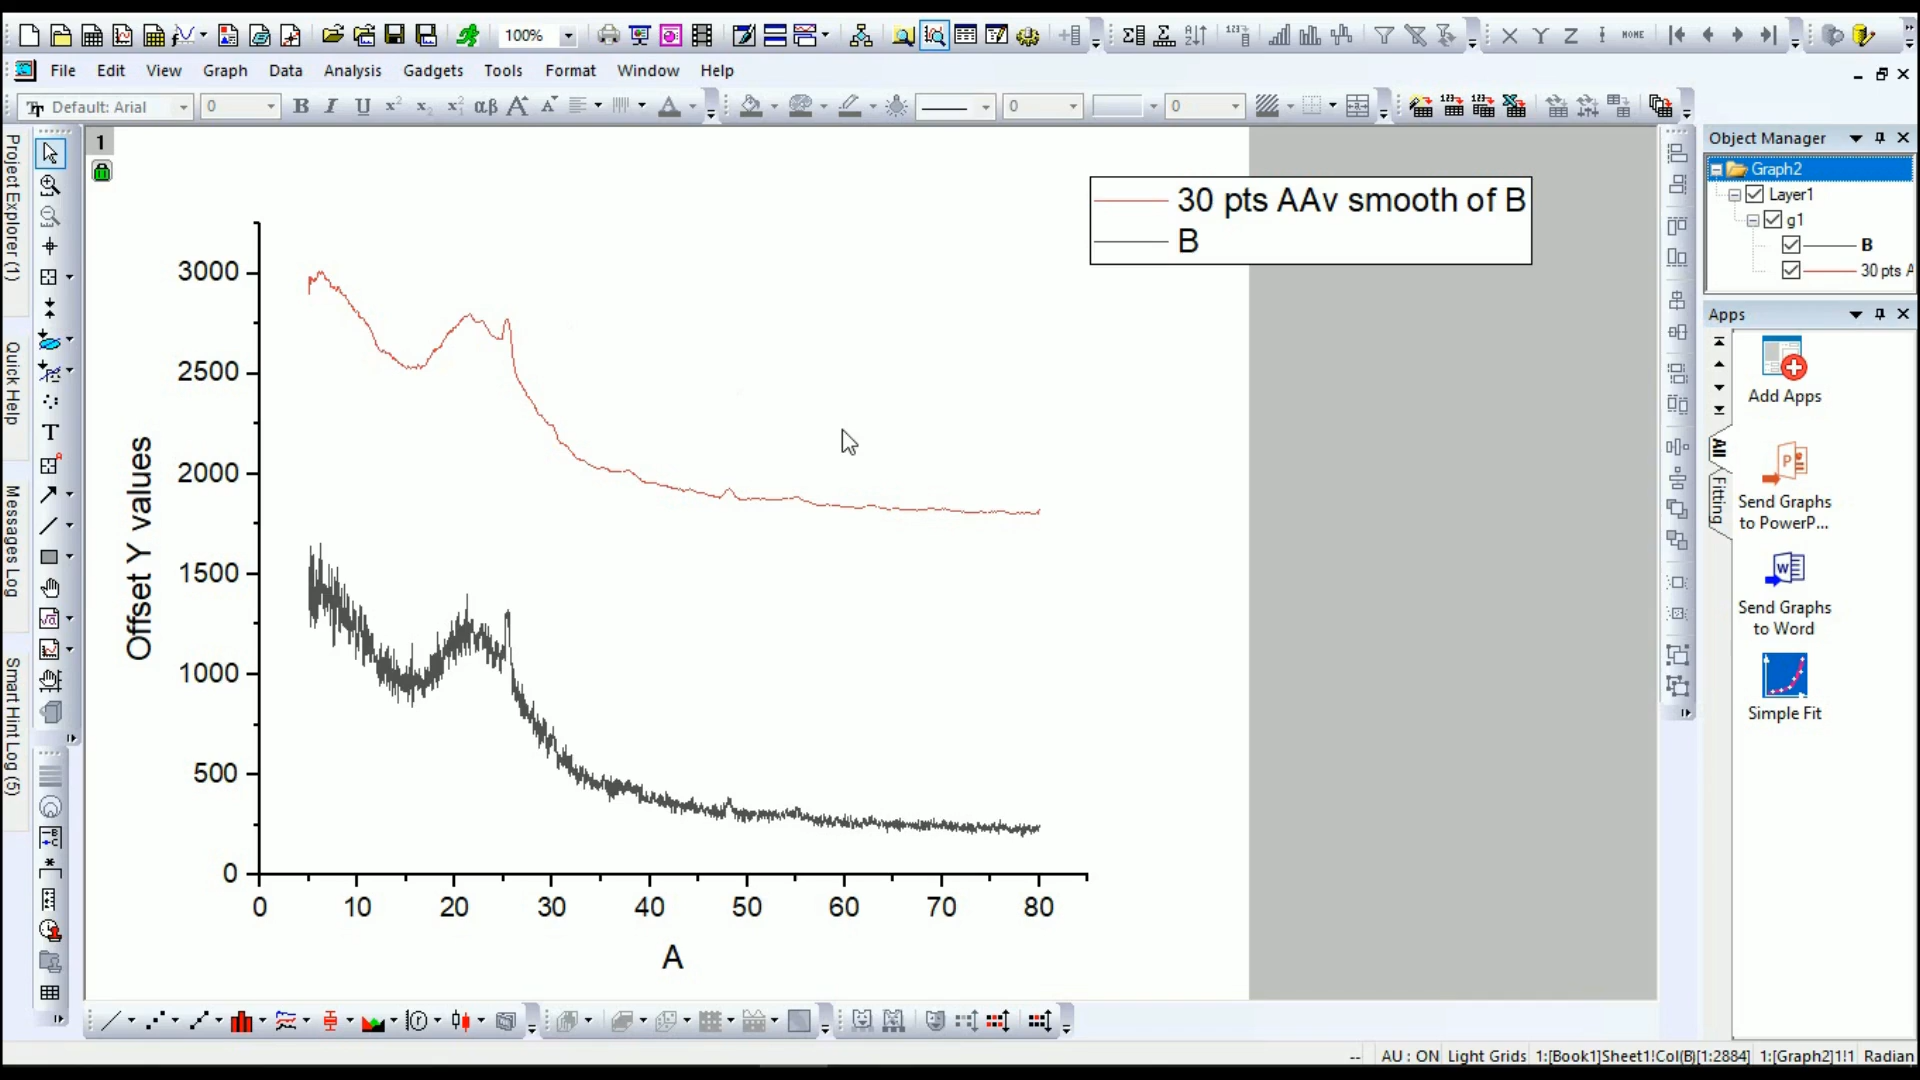 100%
File Edit View Graph Data Analysis Gadgets Tools Format Window Help
Default: Arial 0 B I U x² x₂ αβ A A A 0 0
Project Explorer (1)
Quick Help
Messages Log
Smart Hint Log (5)
1
30 pts AAv smooth of B
B
Offset Y values
3000
2500
2000
1500
1000
500
0
0 10 20 30 40 50 60 70 80
A
Object Manager
Graph2
Layer1
g1
B
30 pts A
Apps
All
Fitting
Add Apps
Send Graphs
to PowerP...
Send Graphs
to Word
Simple Fit
-- AU : ON Light Grids 1:[Book1]Sheet1!Col(B)[1:2884] 1:[Graph2]1!1 Radian